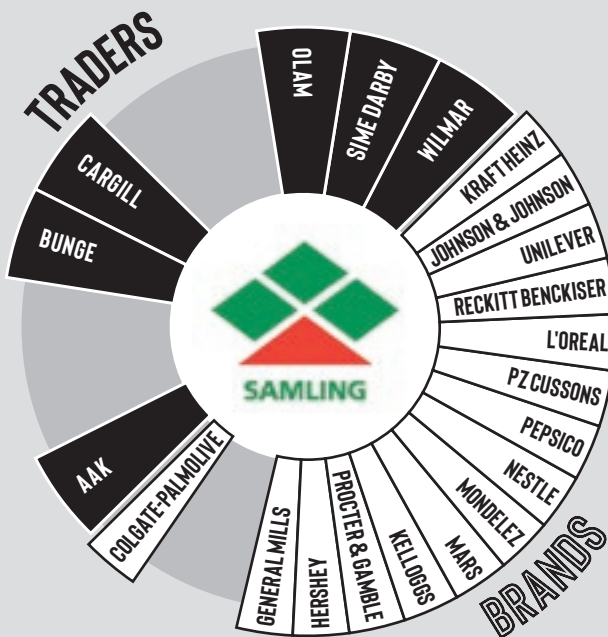 TRADERS
AAK
BUNGE
CARGILL
OLAM
SIME DARBY
WILMAR
KRAFT HEINZ
JOHNSON & JOHNSON
UNILEVER
RECKITT BENCKISER
L'OREAL
PZ CUSSONS
PEPSICO
NESTLE
MONDELEZ
MARS
KELLOGGS
PROCTER & GAMBLE
HERSHEY
GENERAL MILLS
COLGATE-PALMOLIVE
BRANDS
SAMLING